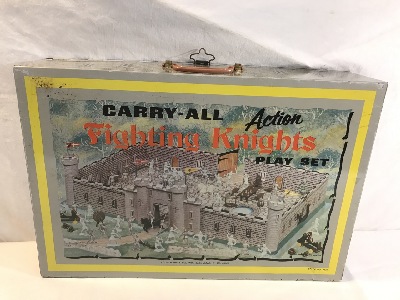 CARRY-ALL Action
Fighting Knights
PLAY SET